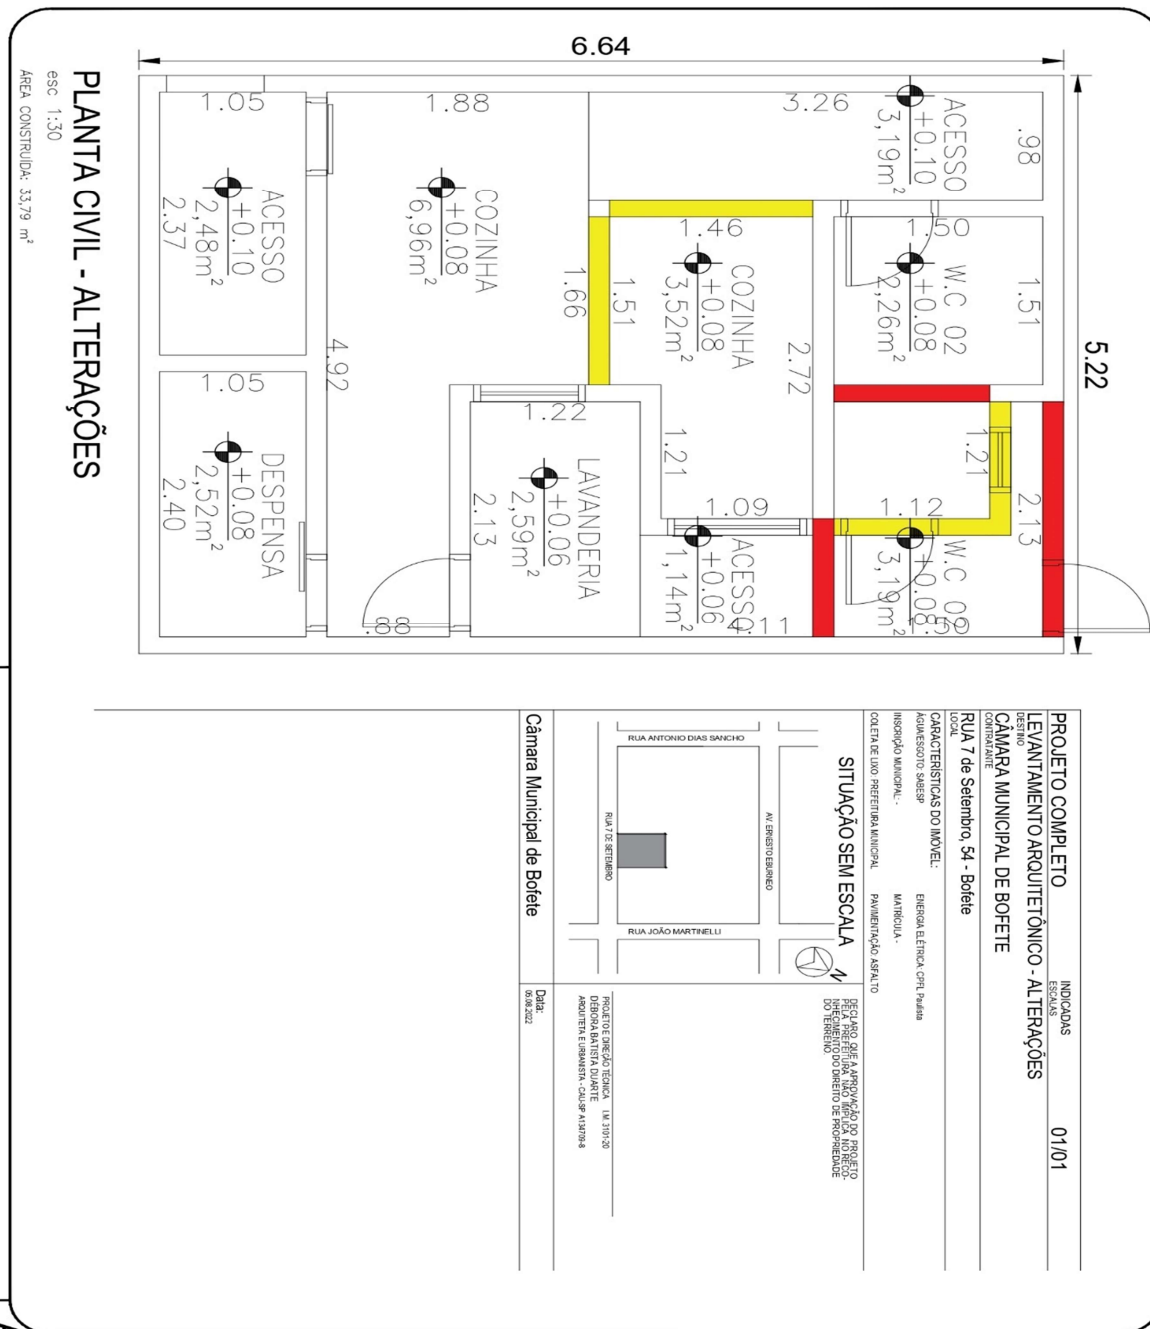 6.64
5.22
ACESSO
+0.10
3,19m²
3.26
.98
W.C 02
+0.08
2,26m²
1.50
1.51
COZINHA
+0.08
3,52m²
1.46
1.51
2.72
1.21
1.09
COZINHA
+0.08
6,96m²
1.88
1.66
4.92
.88
ACESSO
+0.10
2,48m²
2.37
1.05
DESPENSA
+0.08
2,52m²
2.40
1.05
LAVANDERIA
+0.06
2,59m²
2.13
1.22
ACESSO
+0.06
1,14m²
1.21
1.12
2.13
W.C 02
+0.08
3,19m²
PLANTA CIVIL - ALTERAÇÕES
esc 1:30
ÁREA CONSTRUÍDA: 33,79 m²
PROJETO COMPLETO
INDICADAS
ESCALAS
01/01
LEVANTAMENTO ARQUITETÔNICO - ALTERAÇÕES
DESTINO
CÂMARA MUNICIPAL DE BOFETE
CONTRATANTE
RUA 7 de Setembro, 54 - Bofete
LOCAL
CARACTERÍSTICAS DO IMÓVEL:
ÁGUA/ESGOTO: SABESP
ENERGIA ELÉTRICA: CPFL Paulista
INSCRIÇÃO MUNICIPAL: -
MATRÍCULA -
COLETA DE LIXO: PREFEITURA MUNICIPAL
PAVIMENTAÇÃO: ASFALTO
SITUAÇÃO SEM ESCALA
N
AV. ERNESTO EBURNEO
RUA ANTONIO DIAS SANCHO
RUA JOÃO MARTINELLI
RUA 7 DE SETEMBRO
DECLARO QUE A APROVAÇÃO DO PROJETO
PELA PREFEITURA NÃO IMPLICA NO RECO-
NHECIMENTO DO DIREITO DE PROPRIEDADE
DO TERRENO.
PROJETO E DIREÇÃO TÉCNICA I.M. 3101-20
DÉBORA BATISTA DUARTE
ARQUITETA E URBANISTA - CAU-SP A134709-8
Câmara Municipal de Bofete
Data:
05.08.2022